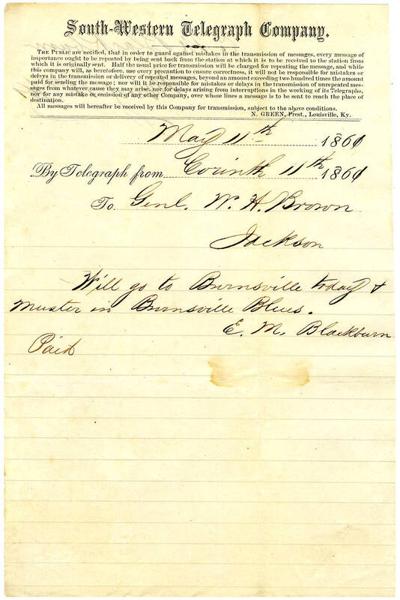 South-Western Telegraph Company.
THE PUBLIC are notified, that in order to guard against mistakes in the transmission of messages, every message of
importance ought to be repeated by being sent back from the station at which it is to be received to the station from
which it is originally sent. Half the usual price for transmission will be charged for repeating the message, and while
this company will, as heretofore, use every precaution to ensure correctness, it will not be responsible for mistakes or
delays in the transmission or delivery of repeated messages, beyond an amount exceeding two hundred times the amount
paid for sending the message; nor will it be responsible for mistakes or delays in the transmission of unrepeated messages
from whatever cause they may arise, nor for delays arising from interruptions in the working of its Telegraphs,
nor for any mistake or omission of any other Company, over whose lines a message is to be sent to reach the place of
destination.
All messages will hereafter be received by this Company for transmission, subject to the above conditions.
N. GREEN, Prest., Louisville, Ky.
May 11th 1861
By Telegraph from Corinth 11th 1861
To Genl. W. H. Brown
Jackson
Will go to Burnsville today &
muster in Burnsville Blues.
E. M. Blackburn
Paid